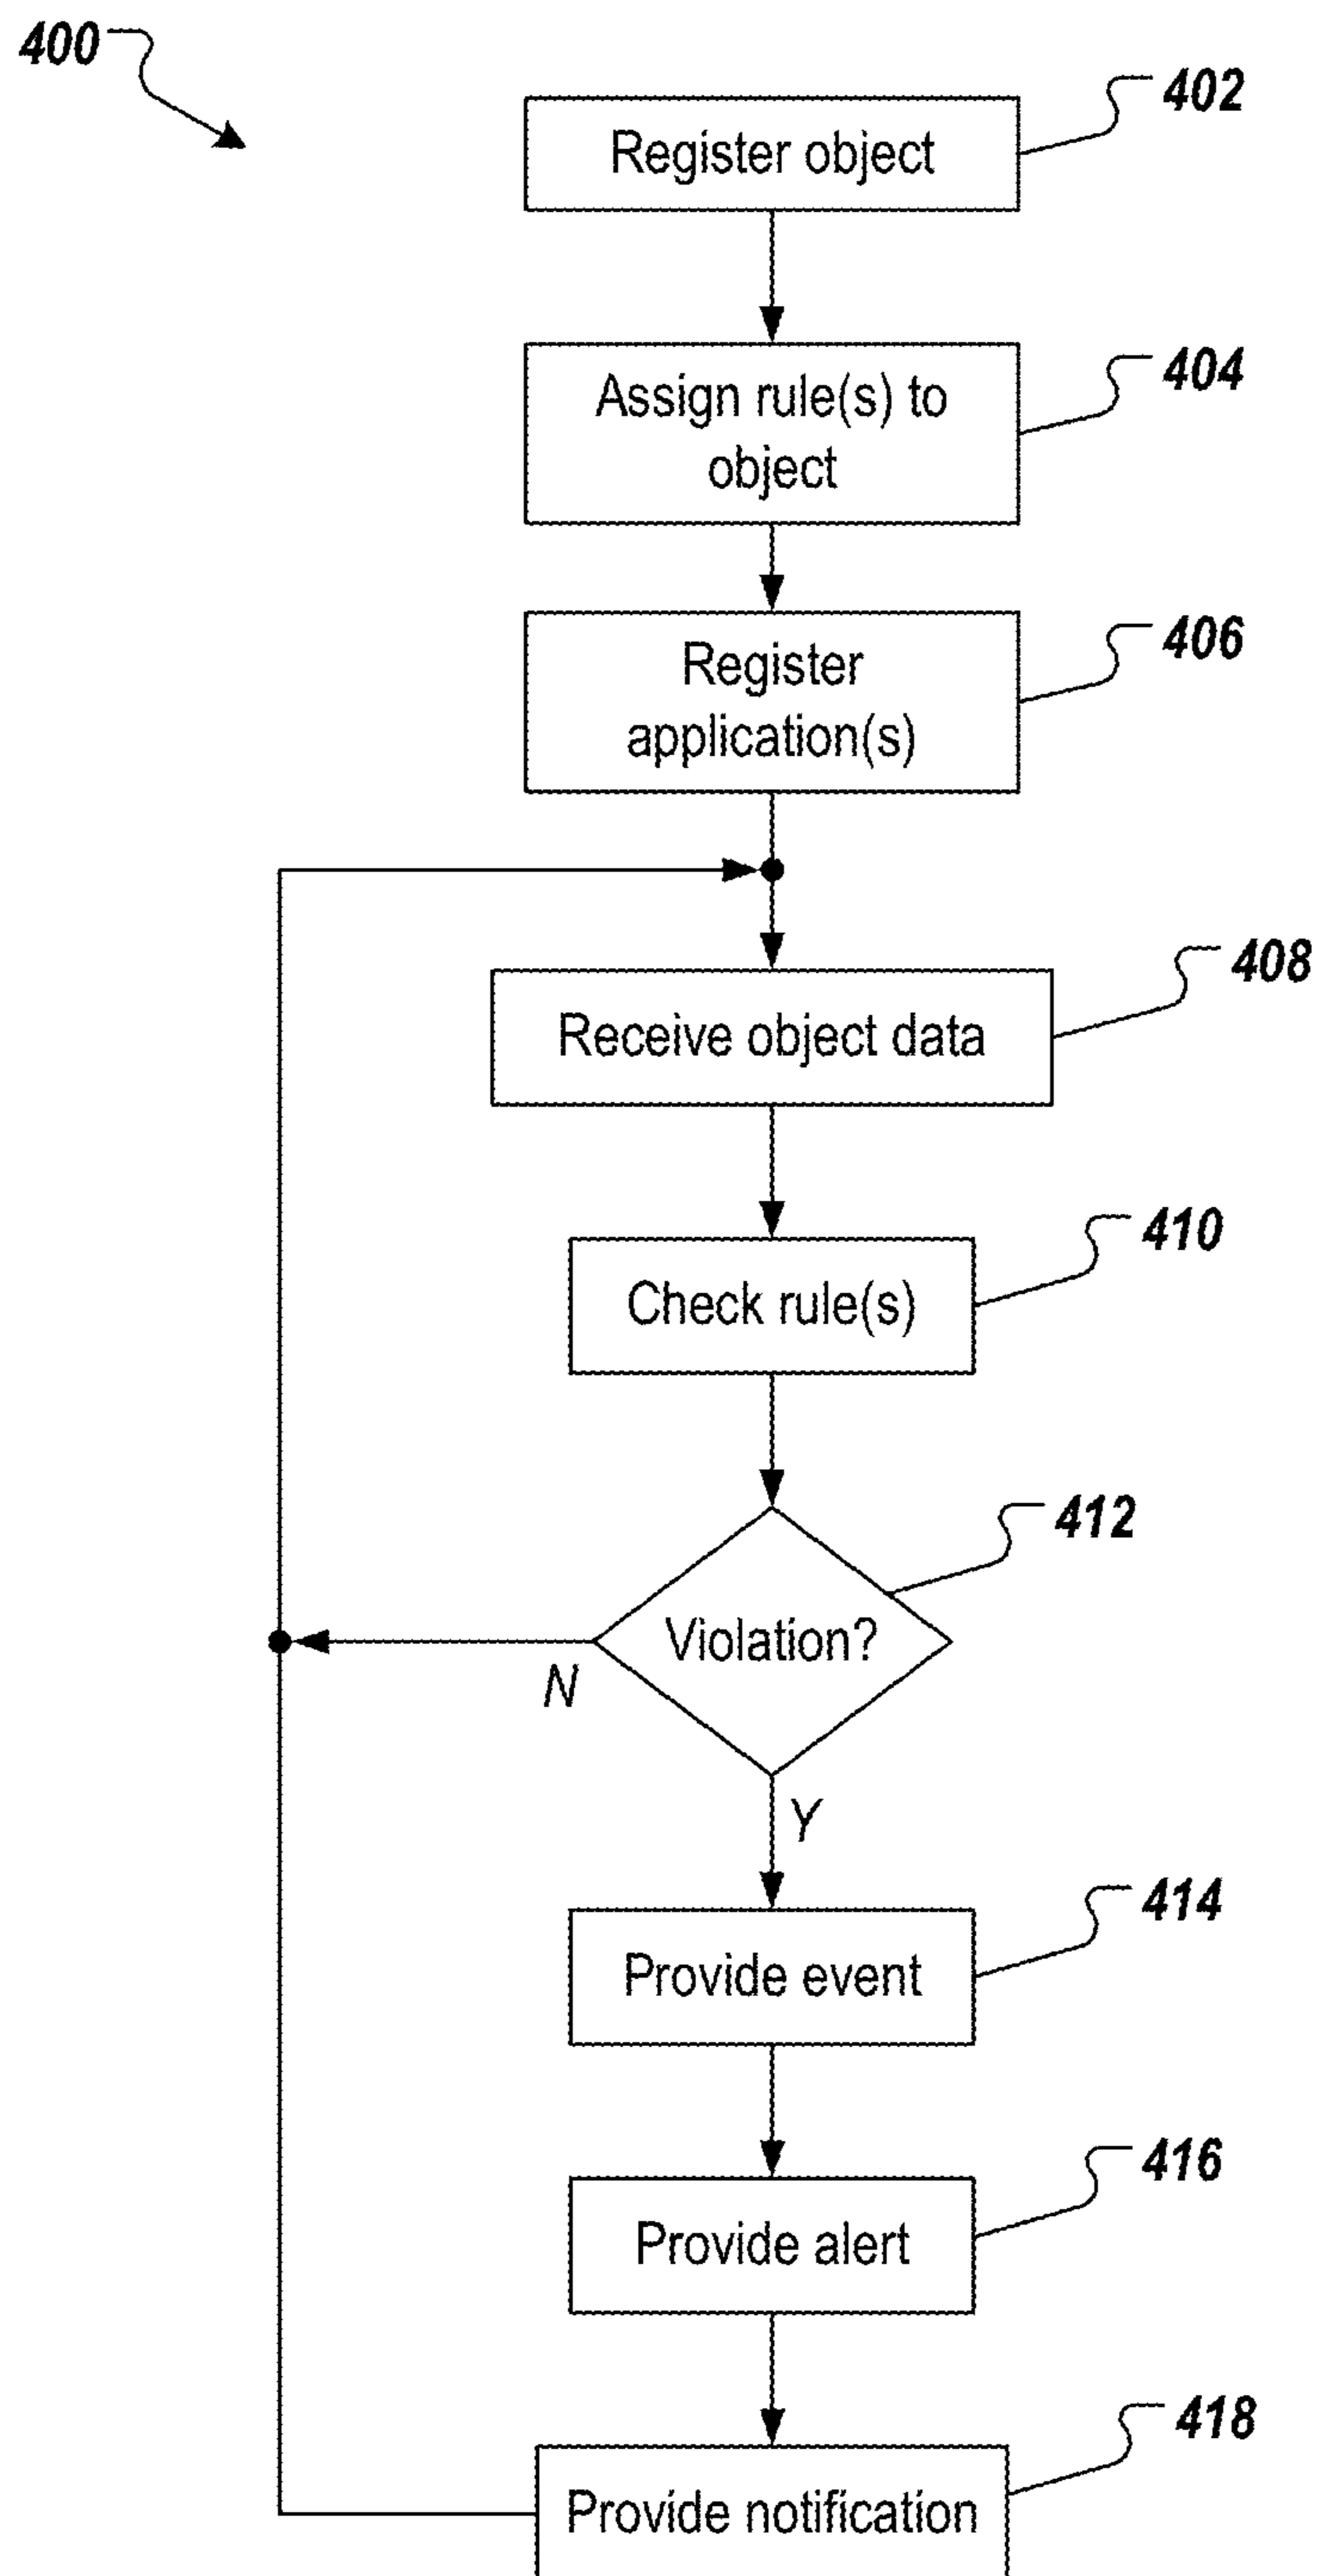 400
402
Register object
404
Assign rule(s) to
object
406
Register
application(s)
408
Receive object data
410
Check rule(s)
412
Violation?
N
Y
414
Provide event
416
Provide alert
418
Provide notification